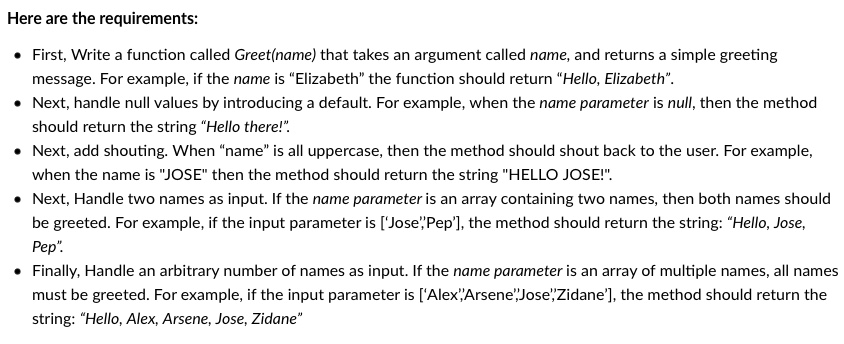 Here are the requirements:
• First, Write a function called Greet(name) that takes an argument called name, and returns a simple greeting
message. For example, if the name is “Elizabeth” the function should return “Hello, Elizabeth”.
• Next, handle null values by introducing a default. For example, when the name parameter is null, then the method
should return the string “Hello there!”.
• Next, add shouting. When “name” is all uppercase, then the method should shout back to the user. For example,
when the name is "JOSE" then the method should return the string "HELLO JOSE!".
• Next, Handle two names as input. If the name parameter is an array containing two names, then both names should
be greeted. For example, if the input parameter is [‘Jose’,’Pep’], the method should return the string: “Hello, Jose,
Pep”.
• Finally, Handle an arbitrary number of names as input. If the name parameter is an array of multiple names, all names
must be greeted. For example, if the input parameter is [‘Alex’,’Arsene’,’Jose’,’Zidane’], the method should return the
string: “Hello, Alex, Arsene, Jose, Zidane”